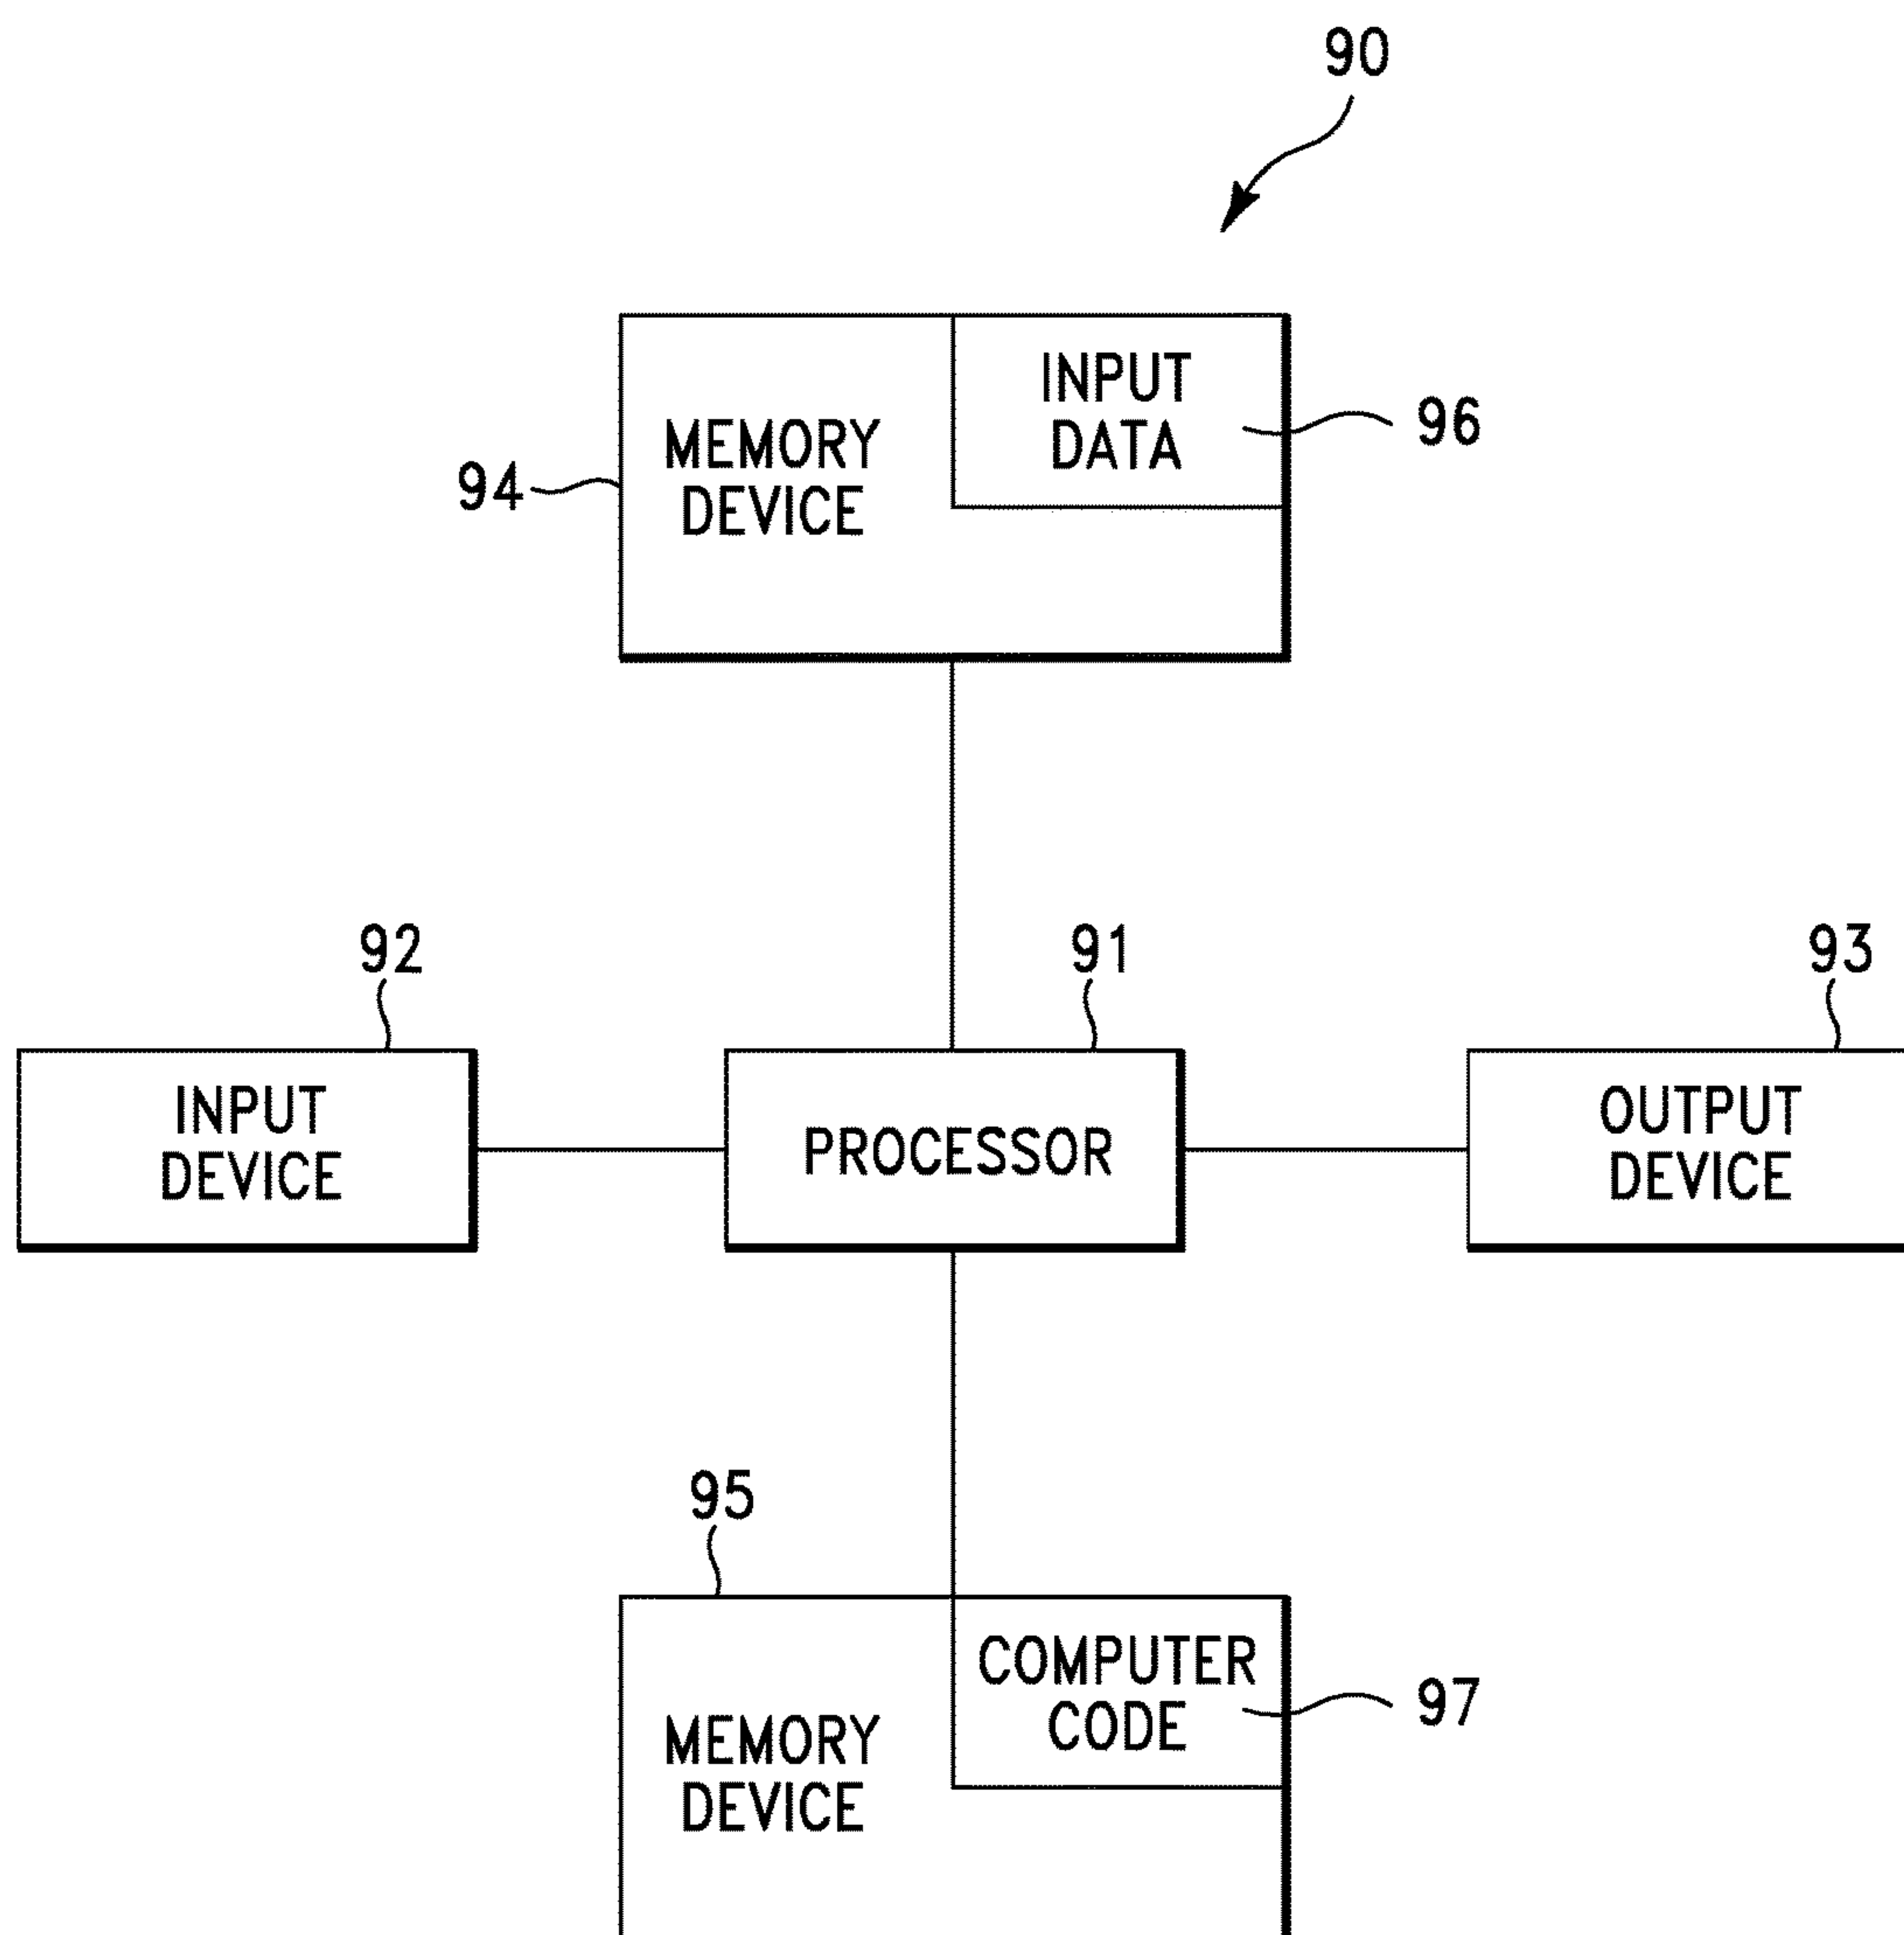 90
INPUT
DATA
96
MEMORY
DEVICE
94
92
91
93
INPUT
DEVICE
PROCESSOR
OUTPUT
DEVICE
95
COMPUTER
CODE
97
MEMORY
DEVICE